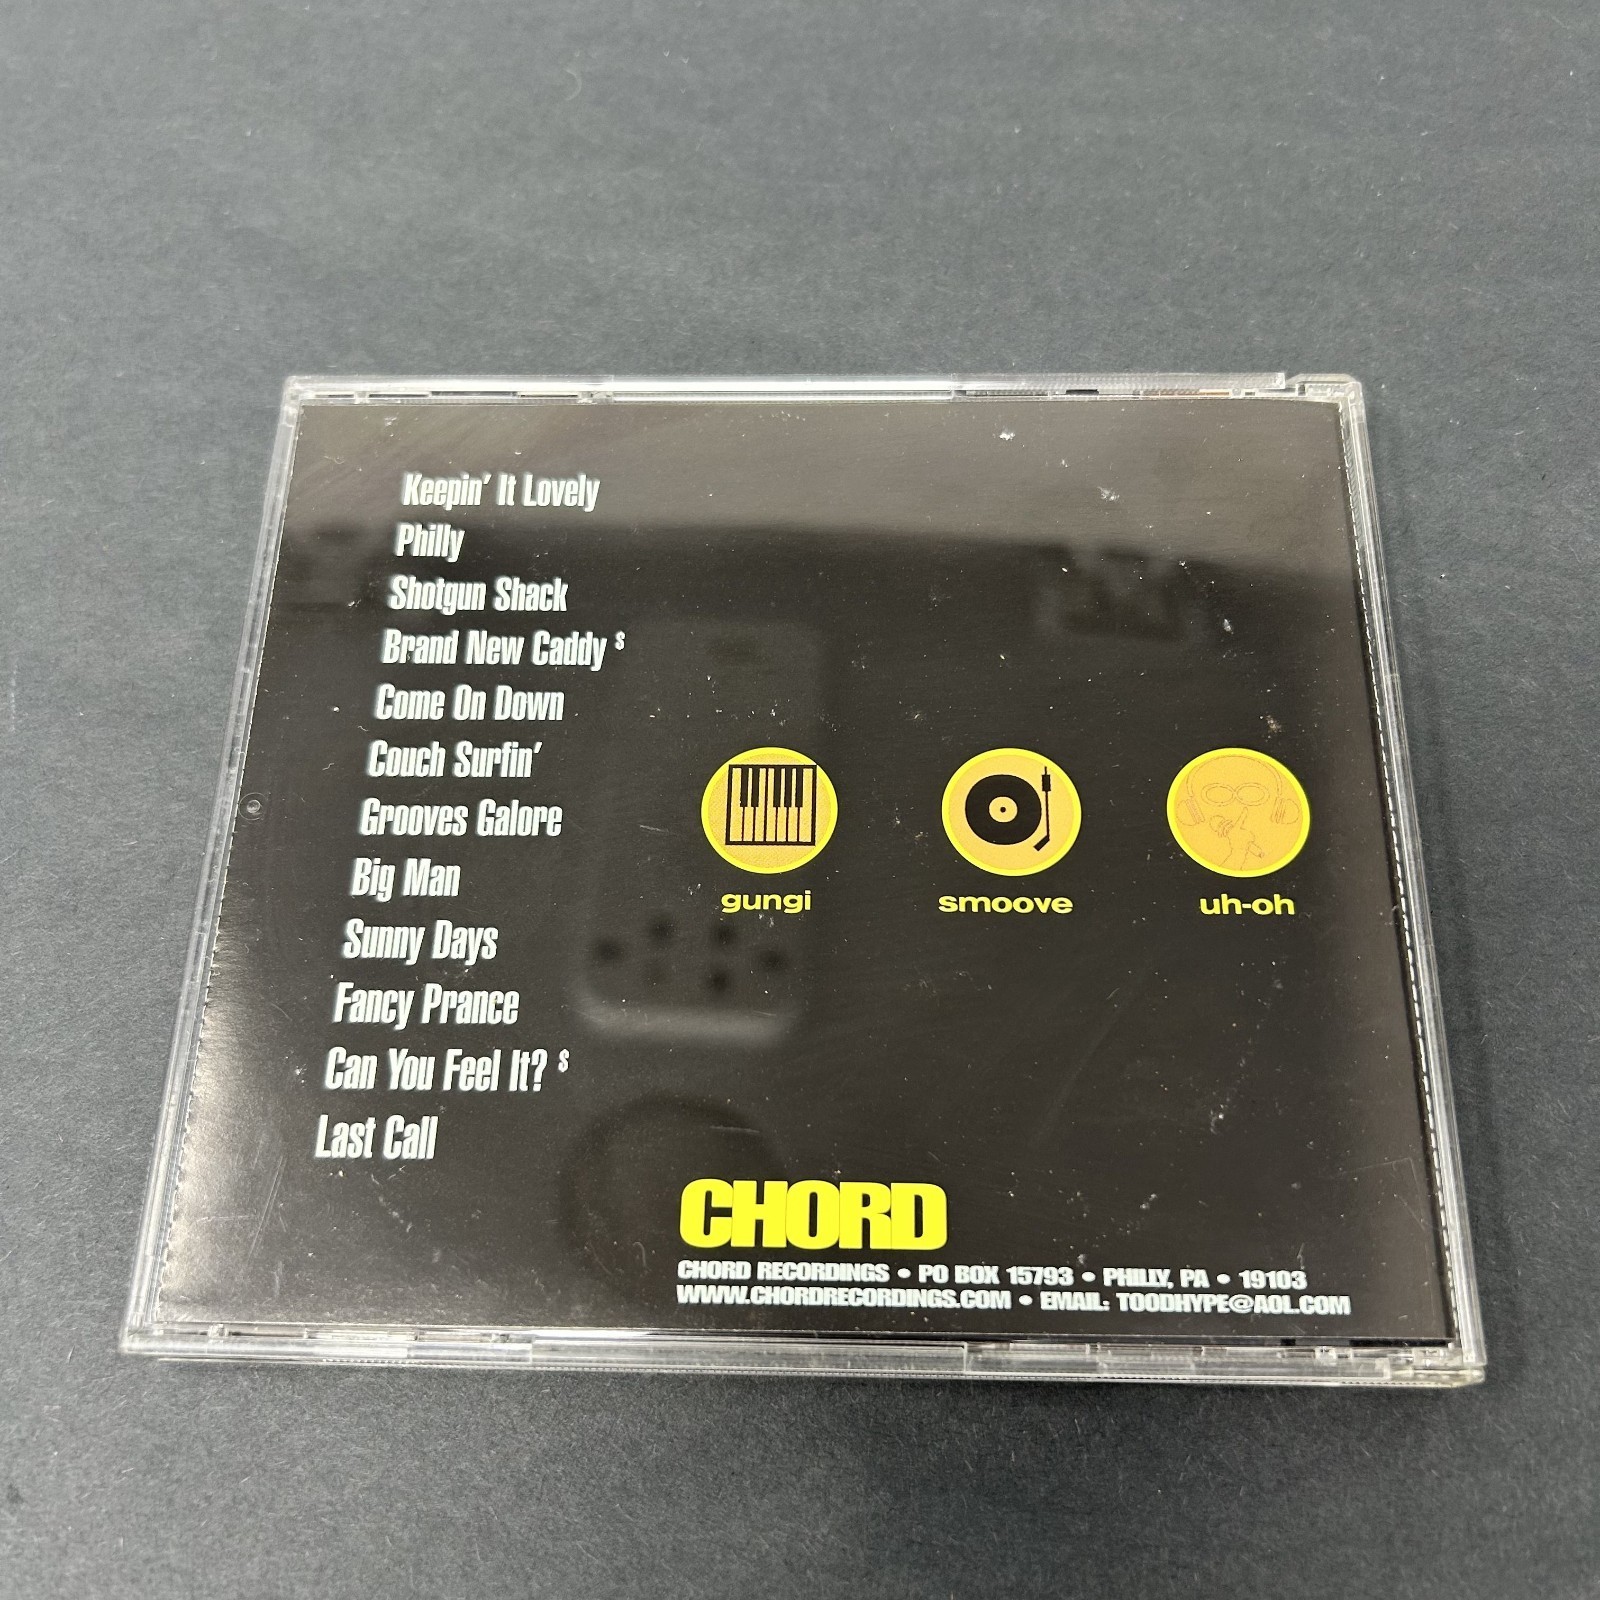 Keepin' It Lovely
Philly
Shotgun Shack
Brand New Caddy $
Come On Down
Couch Surfin'
Grooves Galore
Big Man
Sunny Days
Fancy Prance
Can You Feel It? $
Last Call
gungi
smoove
uh-oh
CHORD
CHORD RECORDINGS • PO BOX 15793 • PHILLY, PA • 19103
WWW.CHORDRECORDINGS.COM • EMAIL: TOODHYPE@AOL.COM